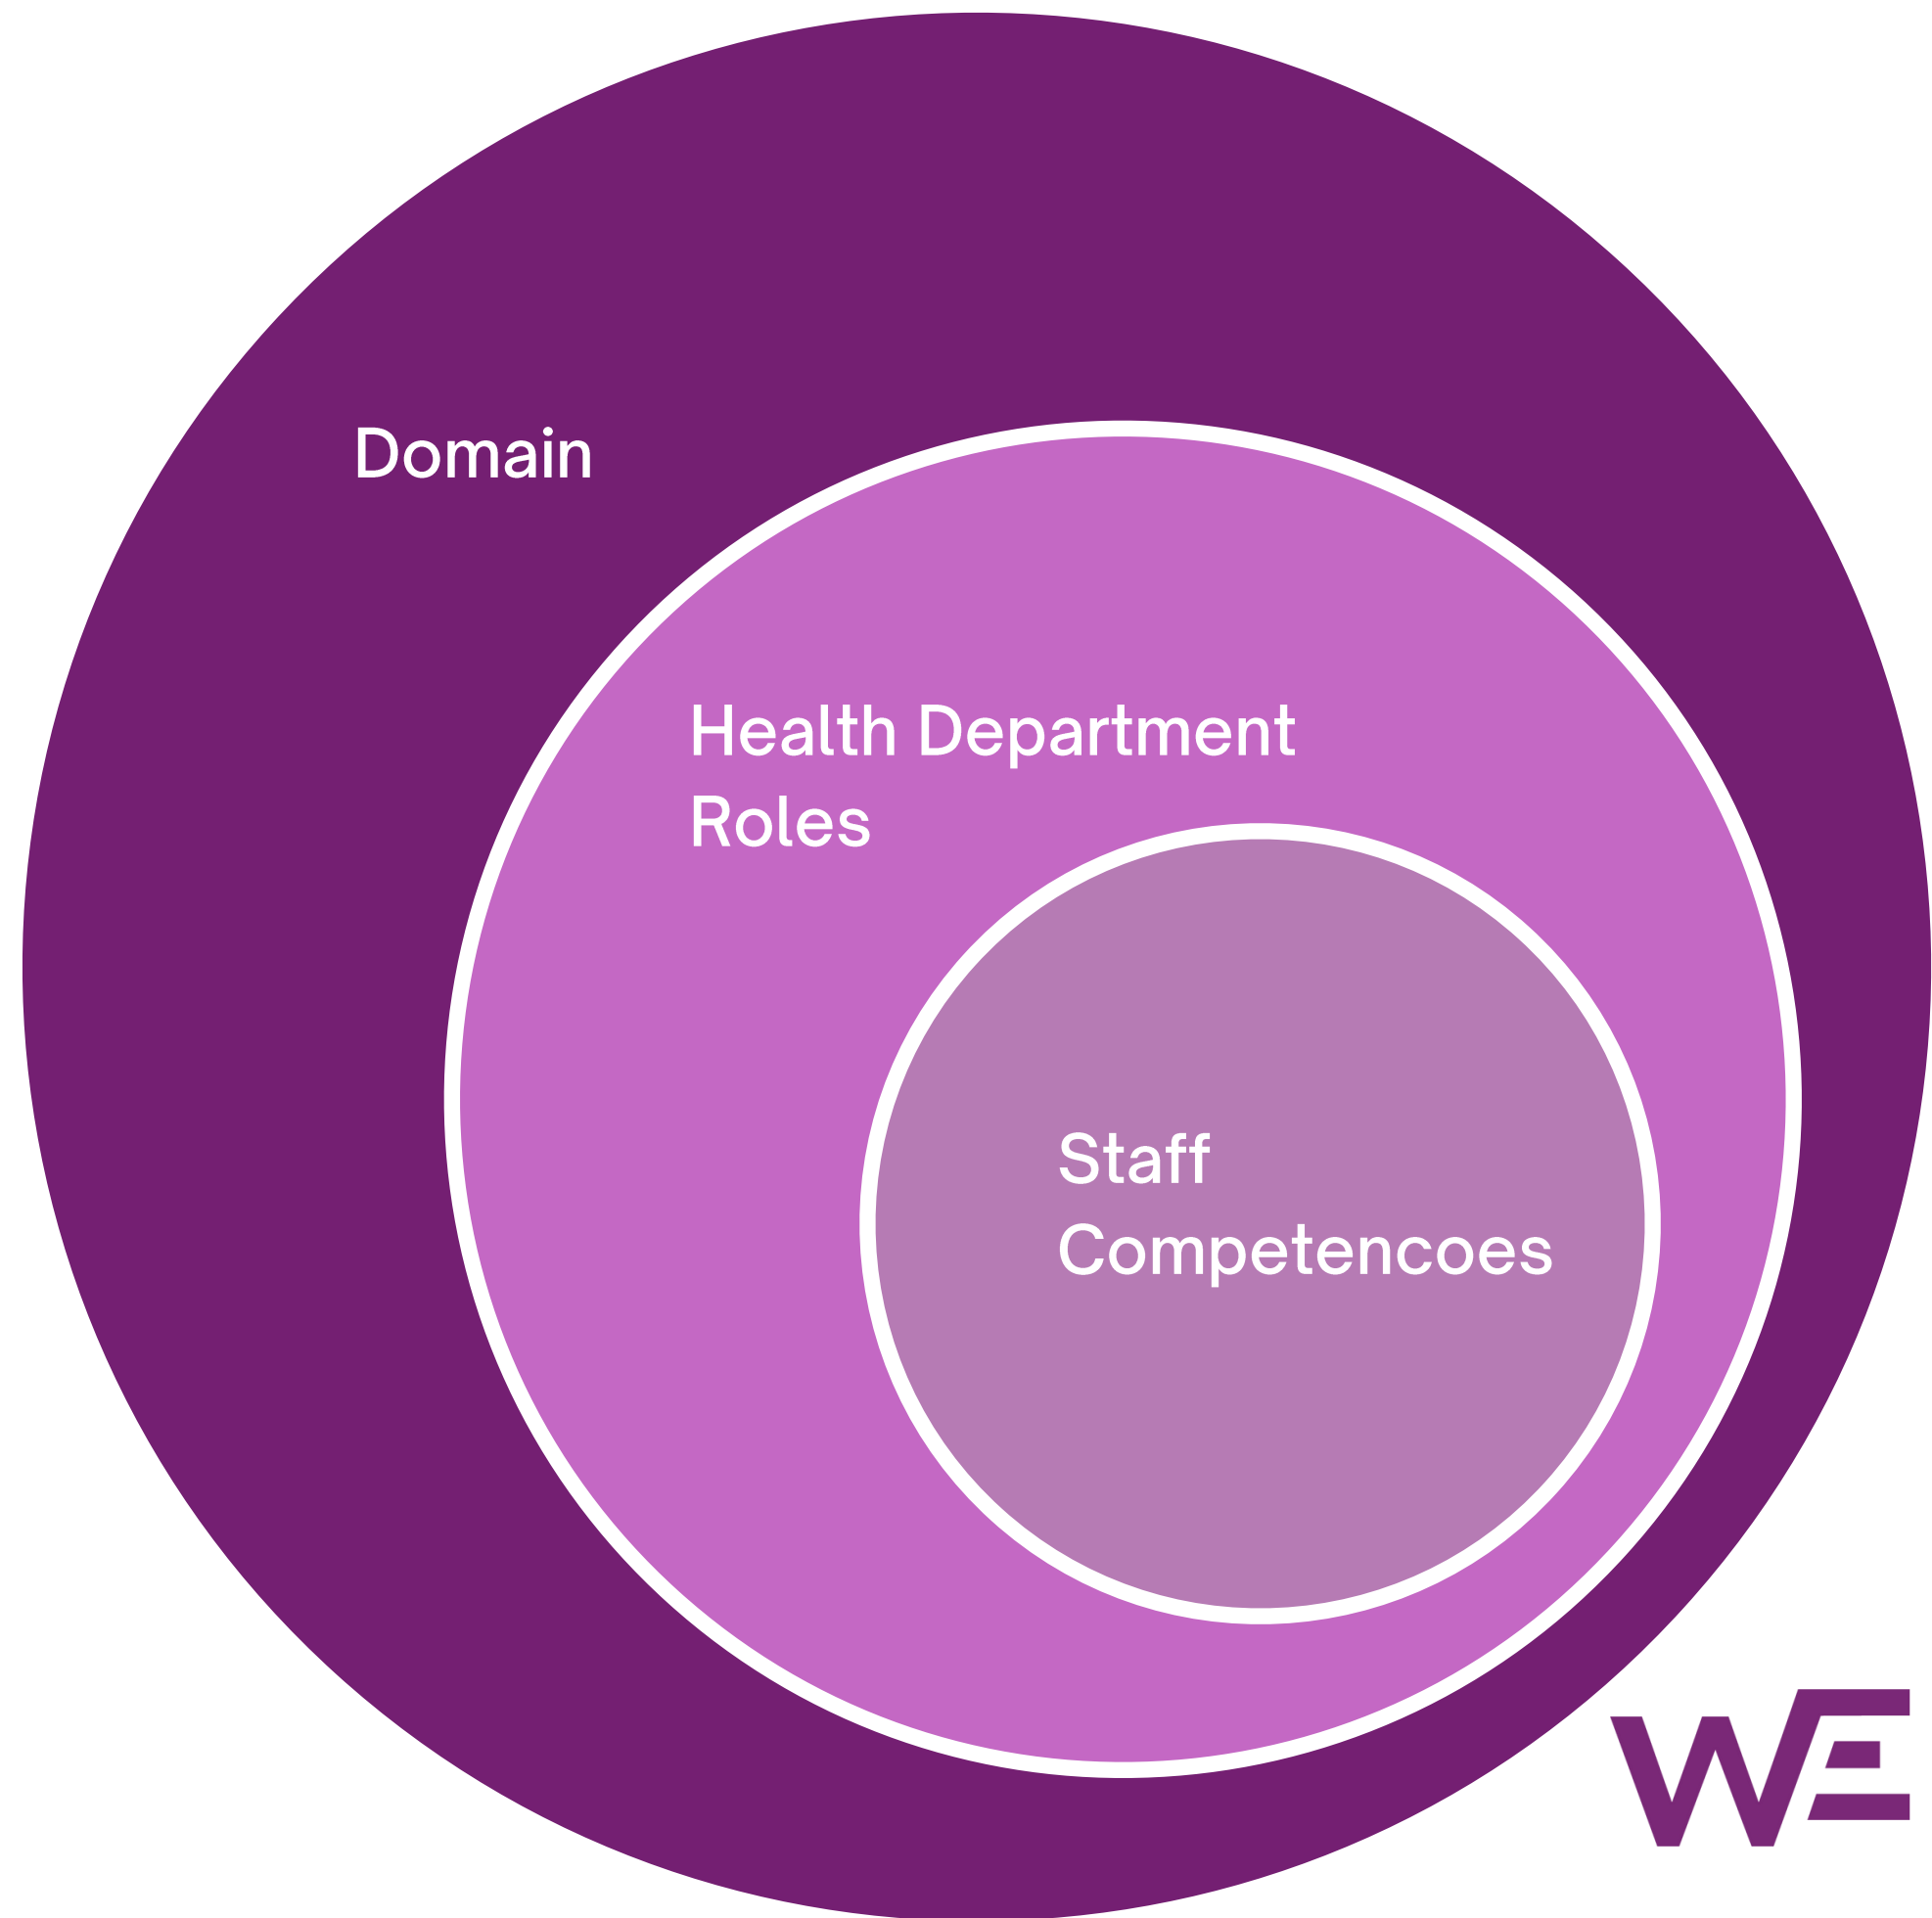 Domain
Health Department
Roles
Staff
Competencoes
WE